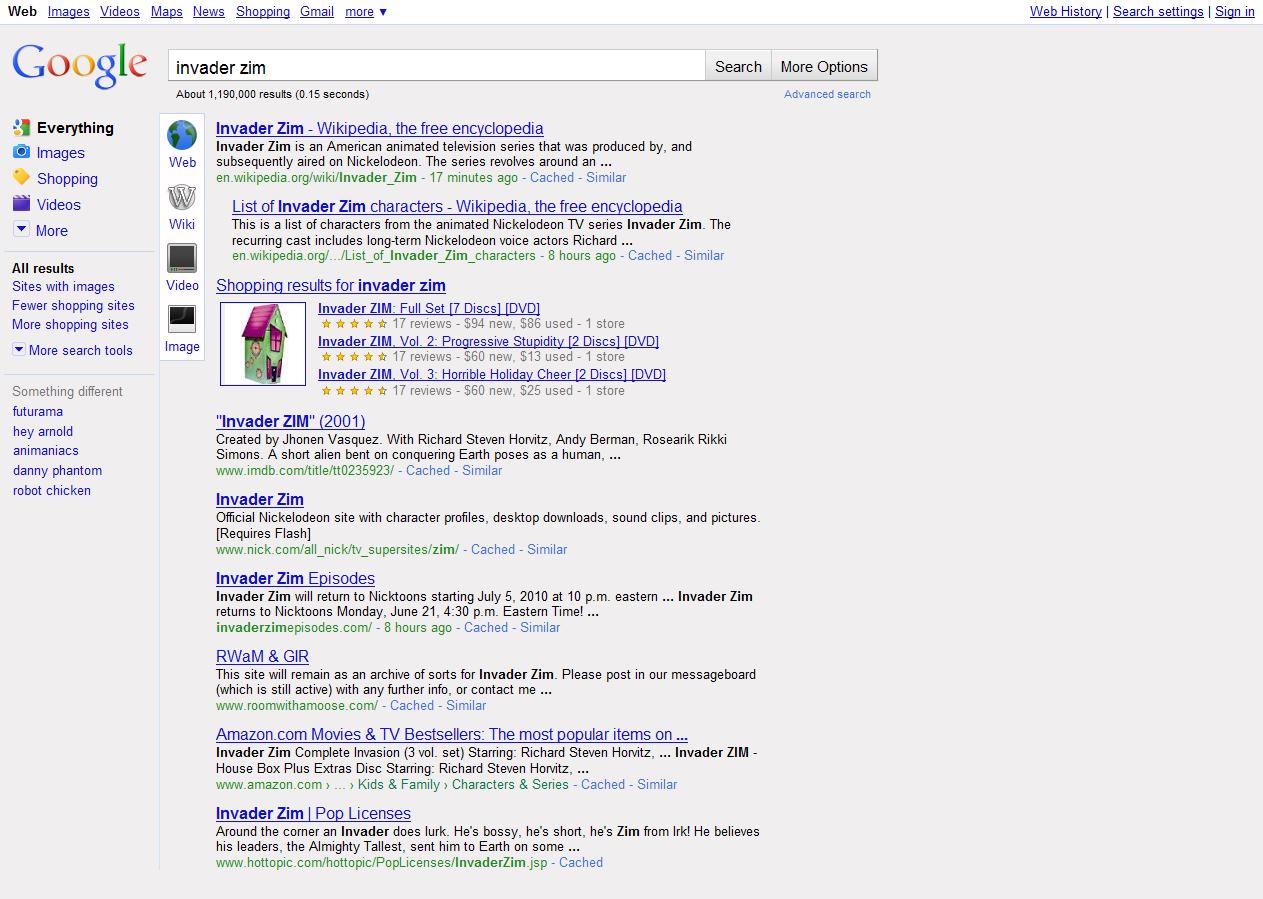 Web Images Videos Maps News Shopping Gmail more ▼
Web History | Search settings | Sign in
Google
invader zim
Search
More Options
About 1,190,000 results (0.15 seconds)
Advanced search
Everything
Images
Shopping
Videos
More
All results
Sites with images
Fewer shopping sites
More shopping sites
More search tools
Something different
futurama
hey arnold
animaniacs
danny phantom
robot chicken
Web
W
Wiki
Video
Image
Invader Zim - Wikipedia, the free encyclopedia
Invader Zim is an American animated television series that was produced by, and
subsequently aired on Nickelodeon. The series revolves around an ...
en.wikipedia.org/wiki/Invader_Zim - 17 minutes ago - Cached - Similar
List of Invader Zim characters - Wikipedia, the free encyclopedia
This is a list of characters from the animated Nickelodeon TV series Invader Zim. The
recurring cast includes long-term Nickelodeon voice actors Richard ...
en.wikipedia.org/.../List_of_Invader_Zim_characters - 8 hours ago - Cached - Similar
Shopping results for invader zim
Invader ZIM: Full Set [7 Discs] [DVD]
17 reviews - $94 new, $86 used - 1 store
Invader ZIM, Vol. 2: Progressive Stupidity [2 Discs] [DVD]
17 reviews - $60 new, $13 used - 1 store
Invader ZIM, Vol. 3: Horrible Holiday Cheer [2 Discs] [DVD]
17 reviews - $60 new, $25 used - 1 store
"Invader ZIM" (2001)
Created by Jhonen Vasquez. With Richard Steven Horvitz, Andy Berman, Rosearik Rikki
Simons. A short alien bent on conquering Earth poses as a human, ...
www.imdb.com/title/tt0235923/ - Cached - Similar
Invader Zim
Official Nickelodeon site with character profiles, desktop downloads, sound clips, and pictures.
[Requires Flash]
www.nick.com/all_nick/tv_supersites/zim/ - Cached - Similar
Invader Zim Episodes
Invader Zim will return to Nicktoons starting July 5, 2010 at 10 p.m. eastern ... Invader Zim
returns to Nicktoons Monday, June 21, 4:30 p.m. Eastern Time! ...
invaderzimepisodes.com/ - 8 hours ago - Cached - Similar
RWaM & GIR
This site will remain as an archive of sorts for Invader Zim. Please post in our messageboard
(which is still active) with any further info, or contact me ...
www.roomwithamoose.com/ - Cached - Similar
Amazon.com Movies & TV Bestsellers: The most popular items on ...
Invader Zim Complete Invasion (3 vol. set) Starring: Richard Steven Horvitz, ... Invader ZIM -
House Box Plus Extras Disc Starring: Richard Steven Horvitz, ...
www.amazon.com › ... › Kids & Family › Characters & Series - Cached - Similar
Invader Zim | Pop Licenses
Around the corner an Invader does lurk. He's bossy, he's short, he's Zim from Irk! He believes
his leaders, the Almighty Tallest, sent him to Earth on some ...
www.hottopic.com/hottopic/PopLicenses/InvaderZim.jsp - Cached